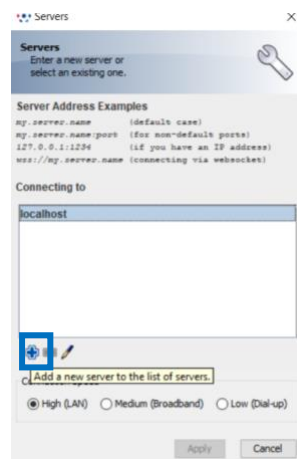 Servers
Servers
Enter a new server or
select an existing one.
Server Address Examples
my.server.name (default case)
my.server.name:port (for non-default ports)
127.0.0.1:1234 (if you have an IP address)
wss://my.server.name (connecting via websocket)
Connecting to
localhost
Add a new server to the list of servers.
High (LAN) Medium (Broadband) Low (Dial-up)
Apply Cancel